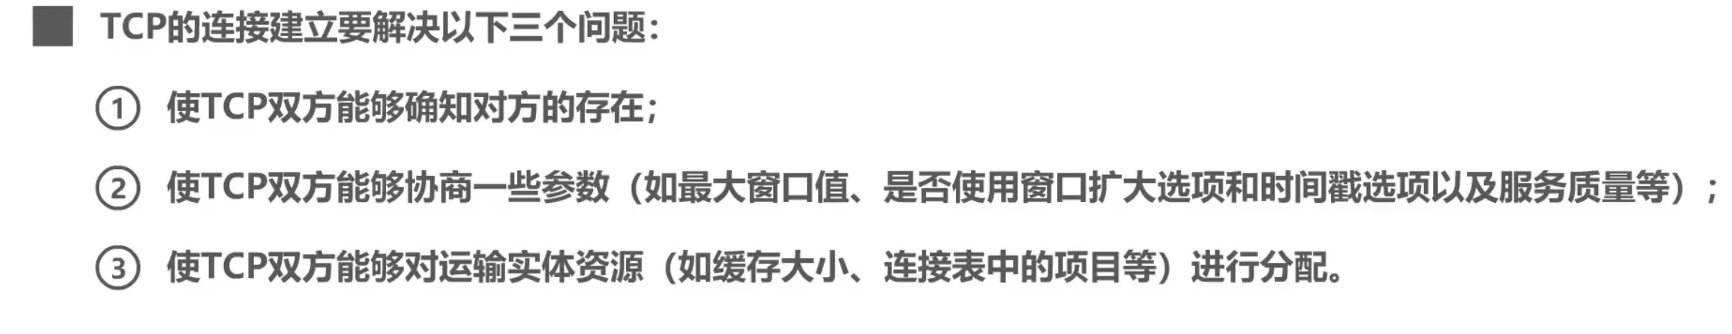 TCP的连接建立要解决以下三个问题：
① 使TCP双方能够确知对方的存在；
② 使TCP双方能够协商一些参数（如最大窗口值、是否使用窗口扩大选项和时间戳选项以及服务质量等）；
③ 使TCP双方能够对运输实体资源（如缓存大小、连接表中的项目等）进行分配。